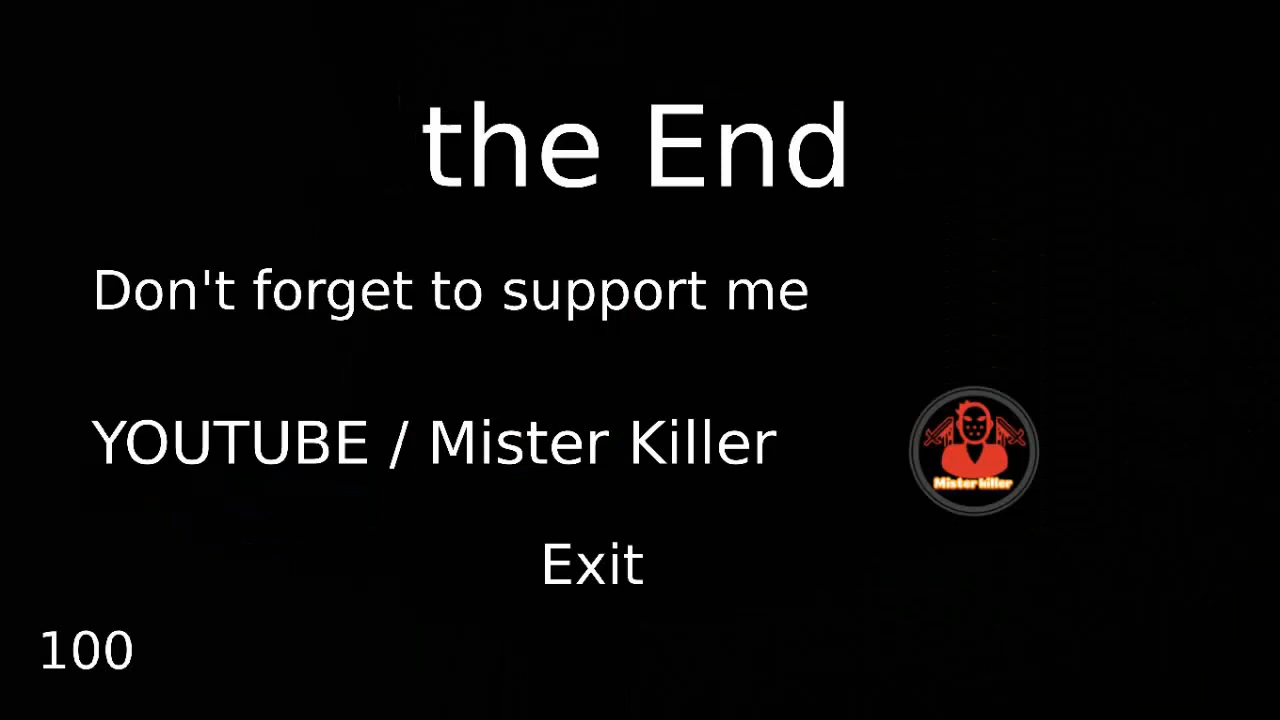 the End
Don't forget to support me
YOUTUBE / Mister Killer
Mister killer
Exit
100